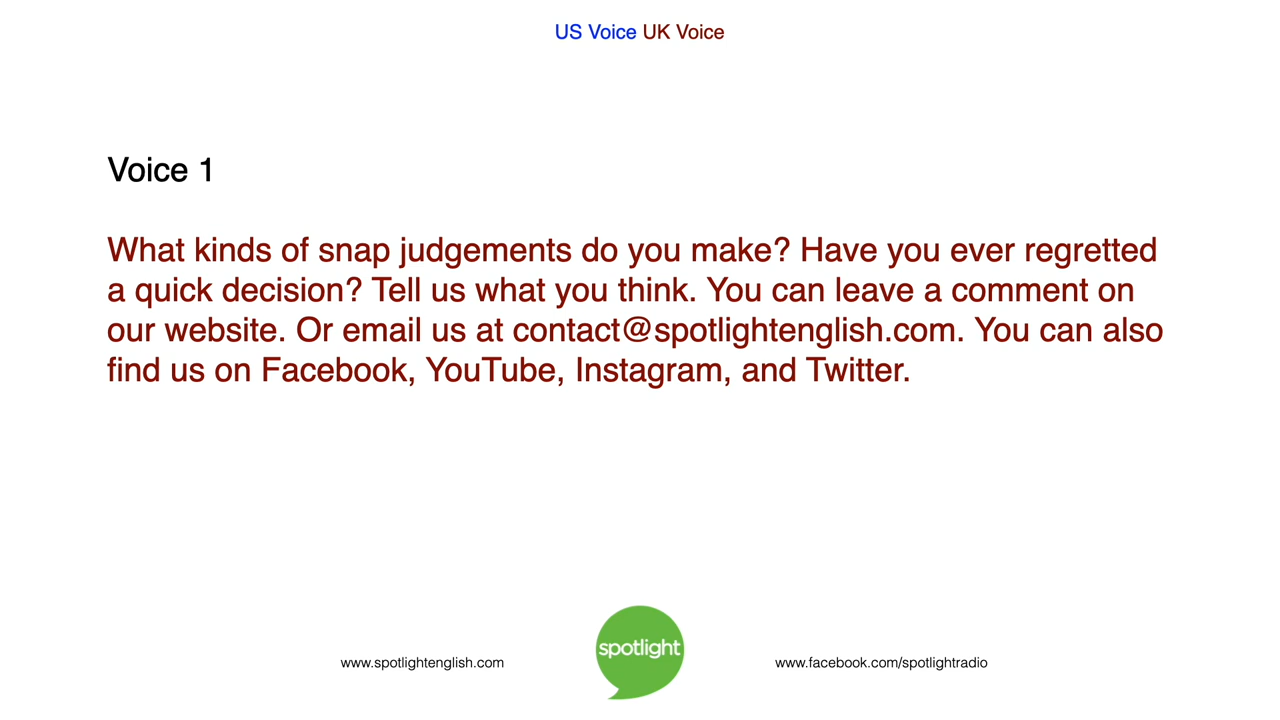 US Voice UK Voice
Voice 1
What kinds of snap judgements do you make? Have you ever regretted
a quick decision? Tell us what you think. You can leave a comment on
our website. Or email us at contact@spotlightenglish.com. You can also
find us on Facebook, YouTube, Instagram, and Twitter.
www.spotlightenglish.com
spotlight
www.facebook.com/spotlightradio